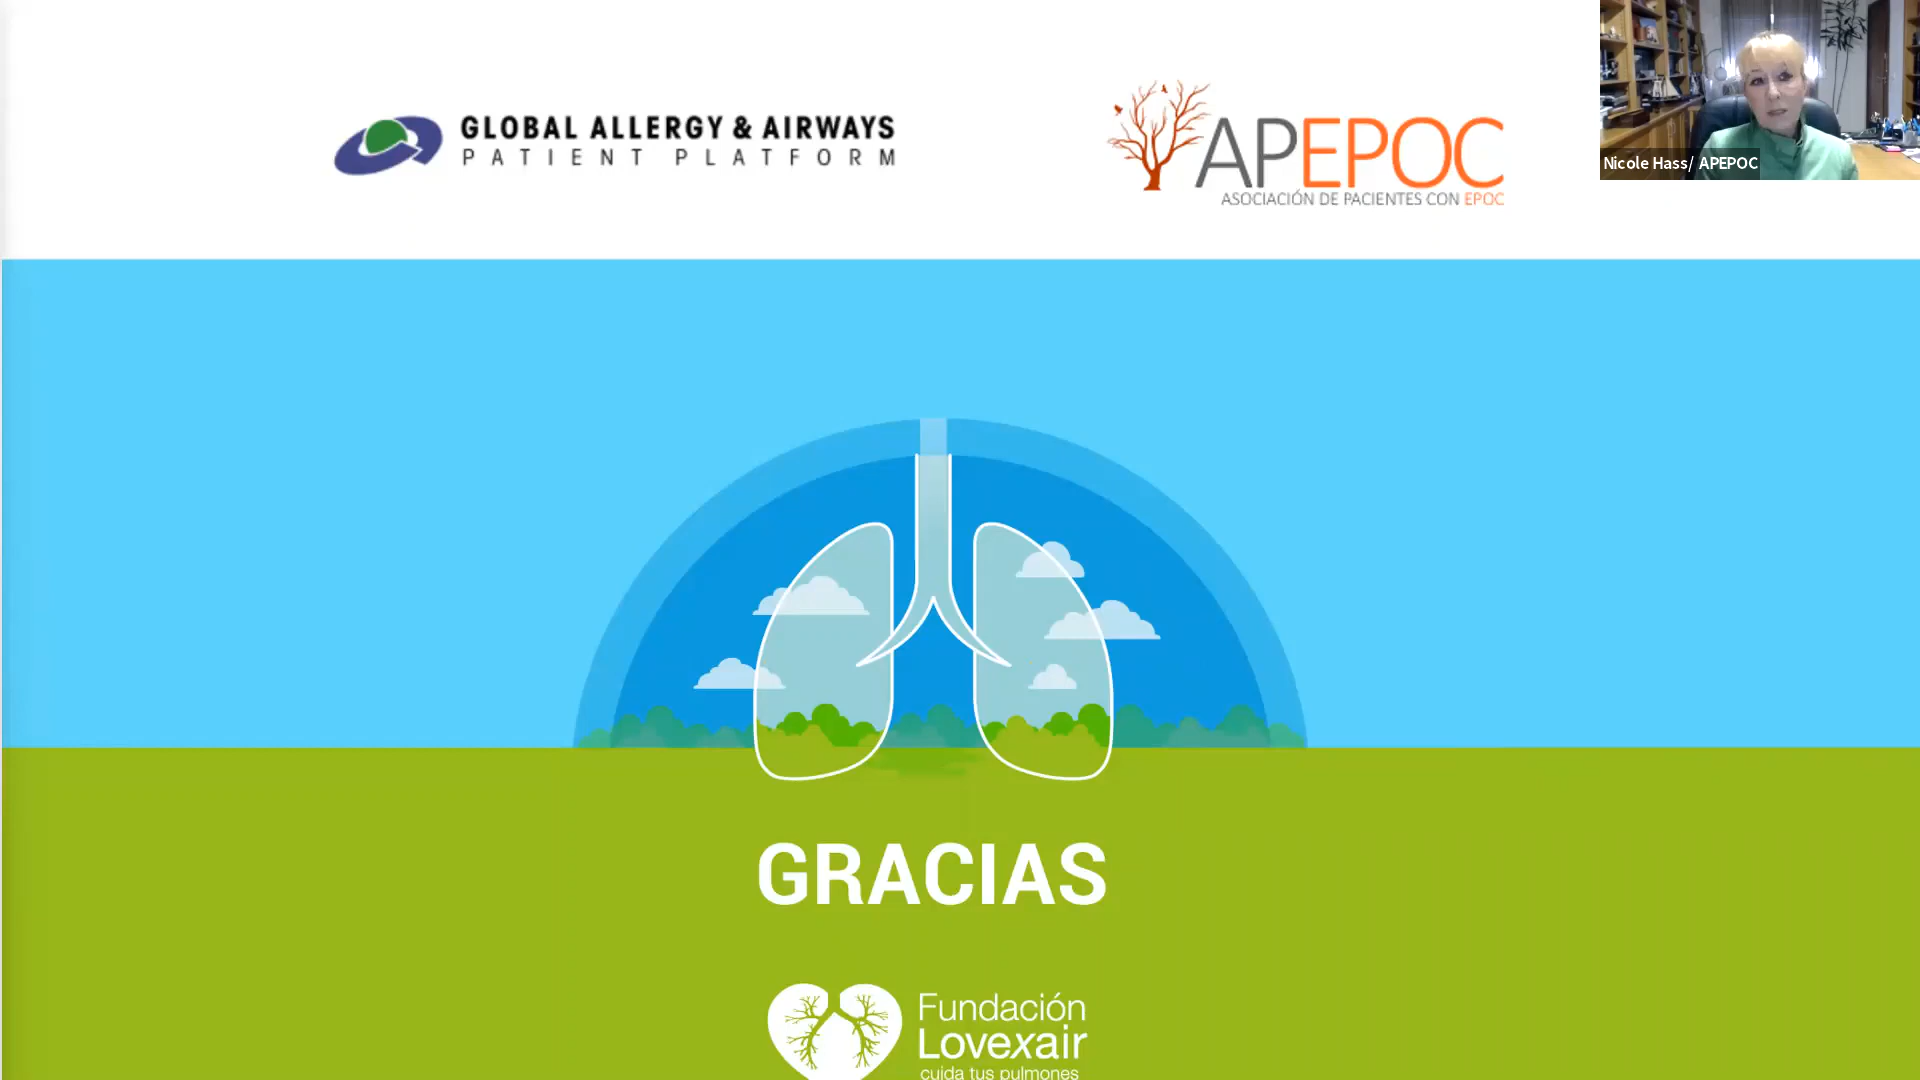 GLOBAL ALLERGY & AIRWAYS
PATIENT PLATFORM
APEPOC
ASOCIACIÓN DE PACIENTES CON EPOC
Nicole Hass/ APEPOC
GRACIAS
Fundación
Lovexair
cuida tus pulmones